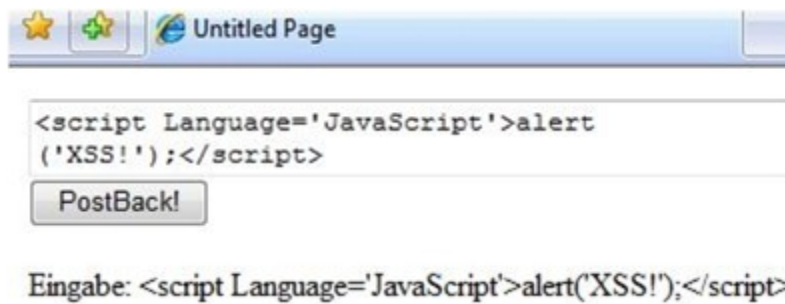 Untitled Page
<script Language='JavaScript'>alert
('XSS!');</script>
PostBack!
Eingabe: <script Language='JavaScript'>alert('XSS!');</script>